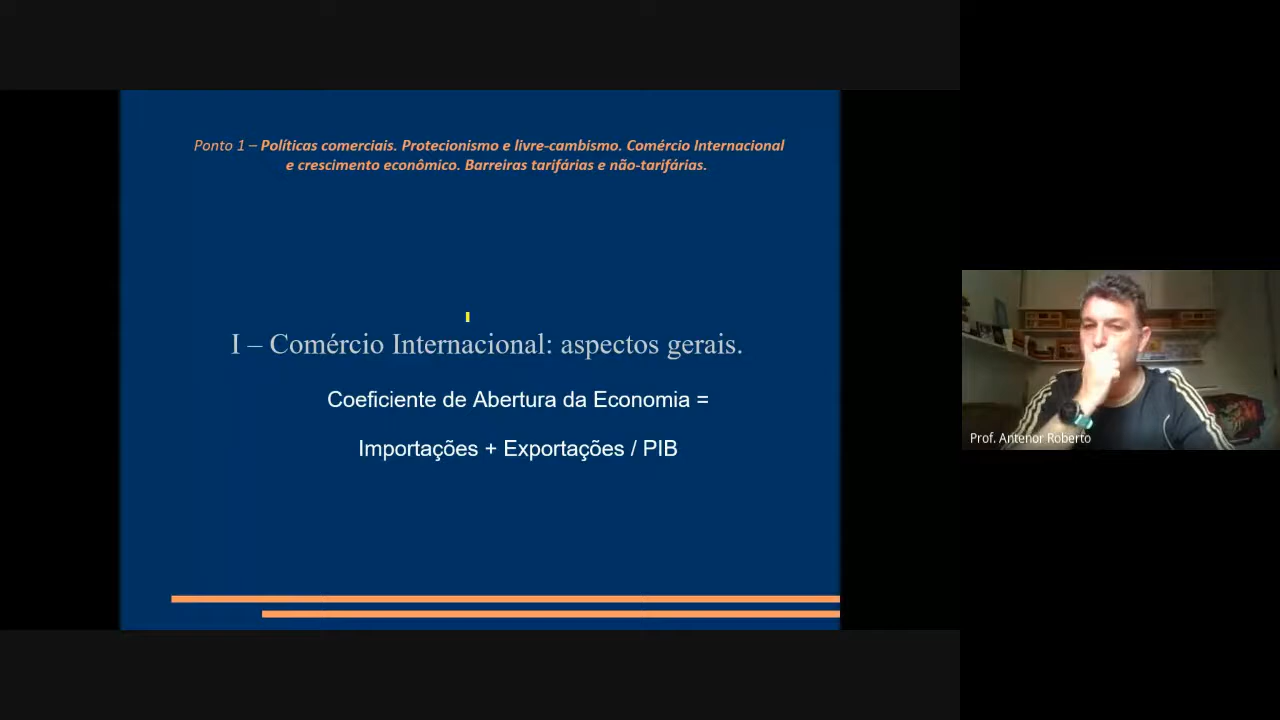 Ponto 1 – Políticas comerciais. Protecionismo e livre-cambismo. Comércio Internacional
e crescimento econômico. Barreiras tarifárias e não-tarifárias.
I – Comércio Internacional: aspectos gerais.
Coeficiente de Abertura da Economia =
Importações + Exportações / PIB
Prof. Antenor Roberto